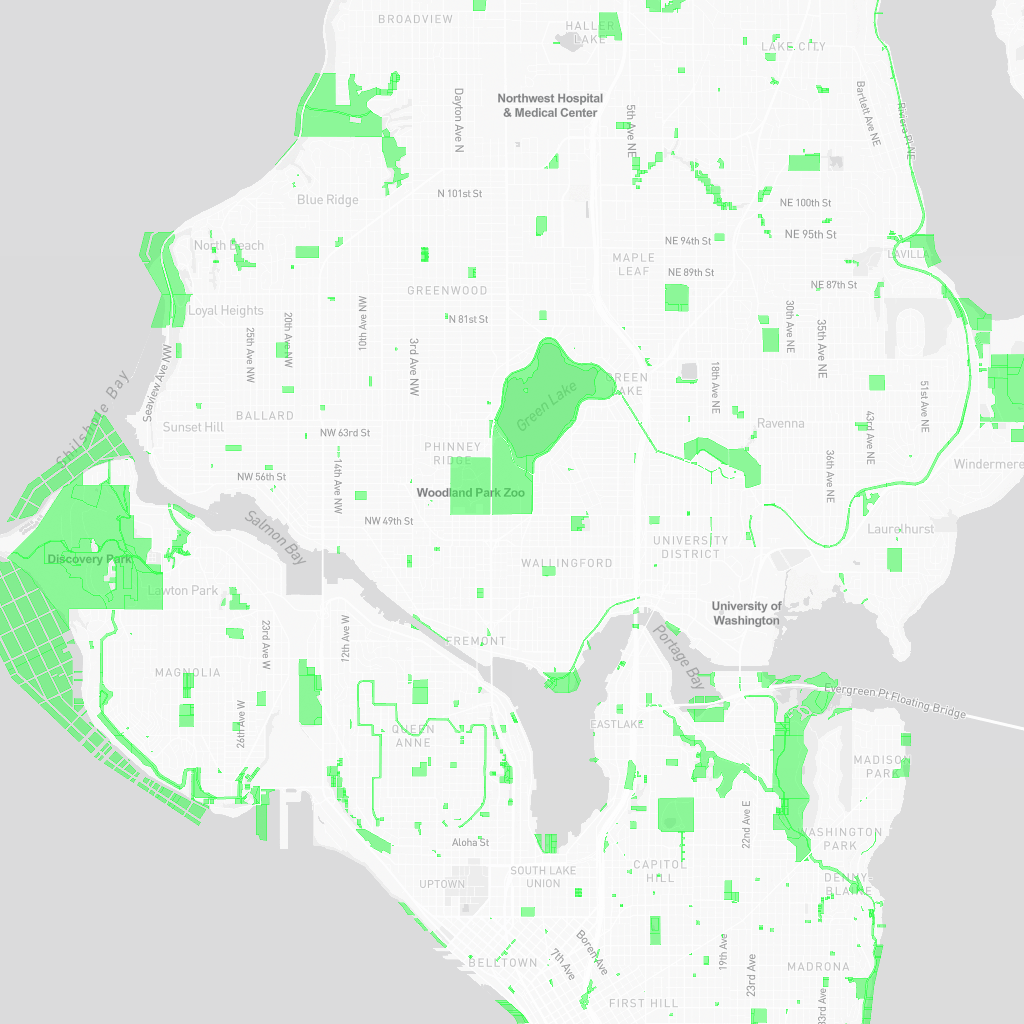 BROADVIEW
HALLER
LAKE
LAKE CITY
Northwest Hospital
& Medical Center
Dayton Ave N
5th Ave NE
Bartlett Ave NE
Riviera Pl NE
N 101st St
Blue Ridge
NE 100th St
NE 95th St
NE 94th St
North Beach
LAVILLA
MAPLE
LEAF
NE 89th St
NE 87th St
GREENWOOD
Loyal Heights
N 81st St
10th Ave NW
20th Ave NW
25th Ave NW
3rd Ave NW
30th Ave NE
35th Ave NE
Seaview Ave NW
Shilshole Bay
Green Lake
GREEN
LAKE
18th Ave NE
51st Ave NE
BALLARD
Sunset Hill
NW 63rd St
Ravenna
43rd Ave NE
PHINNEY
RIDGE
NW 56th St
14th Ave NW
36th Ave NE
Windermere
Woodland Park Zoo
NW 49th St
Salmon Bay
Laurelhurst
UNIVERSITY
DISTRICT
Discovery Park
WALLINGFORD
Lawton Park
University of
Washington
23rd Ave W
12th Ave W
FREMONT
Portage Bay
MAGNOLIA
Evergreen Pt Floating Bridge
26th Ave W
QUEEN
ANNE
EASTLAKE
MADISON
PARK
22nd Ave E
WASHINGTON
PARK
Aloha St
CAPITOL
HILL
SOUTH LAKE
UNION
UPTOWN
DENNY-
BLAINE
Boren Ave
7th Ave
19th Ave
23rd Ave
BELLTOWN
MADRONA
FIRST HILL
33rd Ave